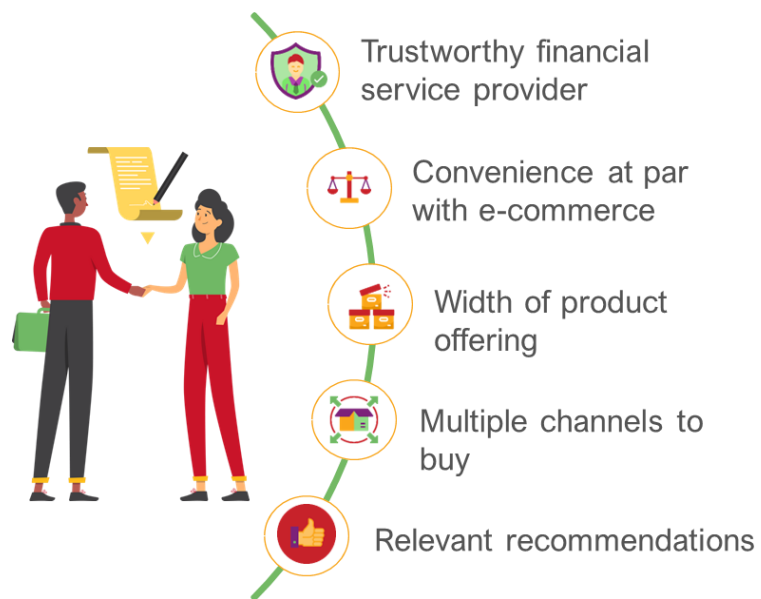 Trustworthy financial
service provider
Convenience at par
with e-commerce
Width of product
offering
Multiple channels to
buy
Relevant recommendations